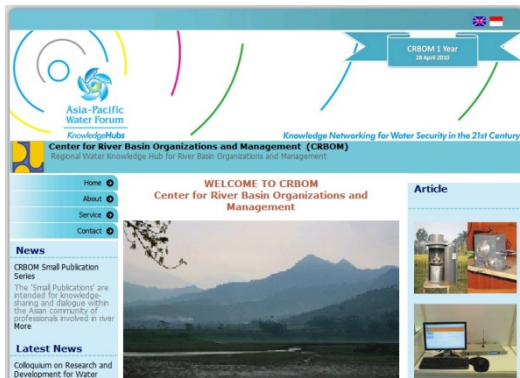 CRBOM 1 Year
28 April 2010
Asia-Pacific
Water Forum
KnowledgeHubs
Knowledge Networking for Water Security in the 21st Century
Center for River Basin Organizations and Management (CRBOM)
Regional Water Knowledge Hub for River Basin Organizations and Management
Home
About
Service
Contact
News
CRBOM Small Publication
Series
The 'Small Publications' are
intended for knowledge-
sharing and dialogue within
the Asian community of
professionals involved in river
More
Latest News
Colloquium on Research and
Development for Water
WELCOME TO CRBOM
Center for River Basin Organizations and
Management
Article